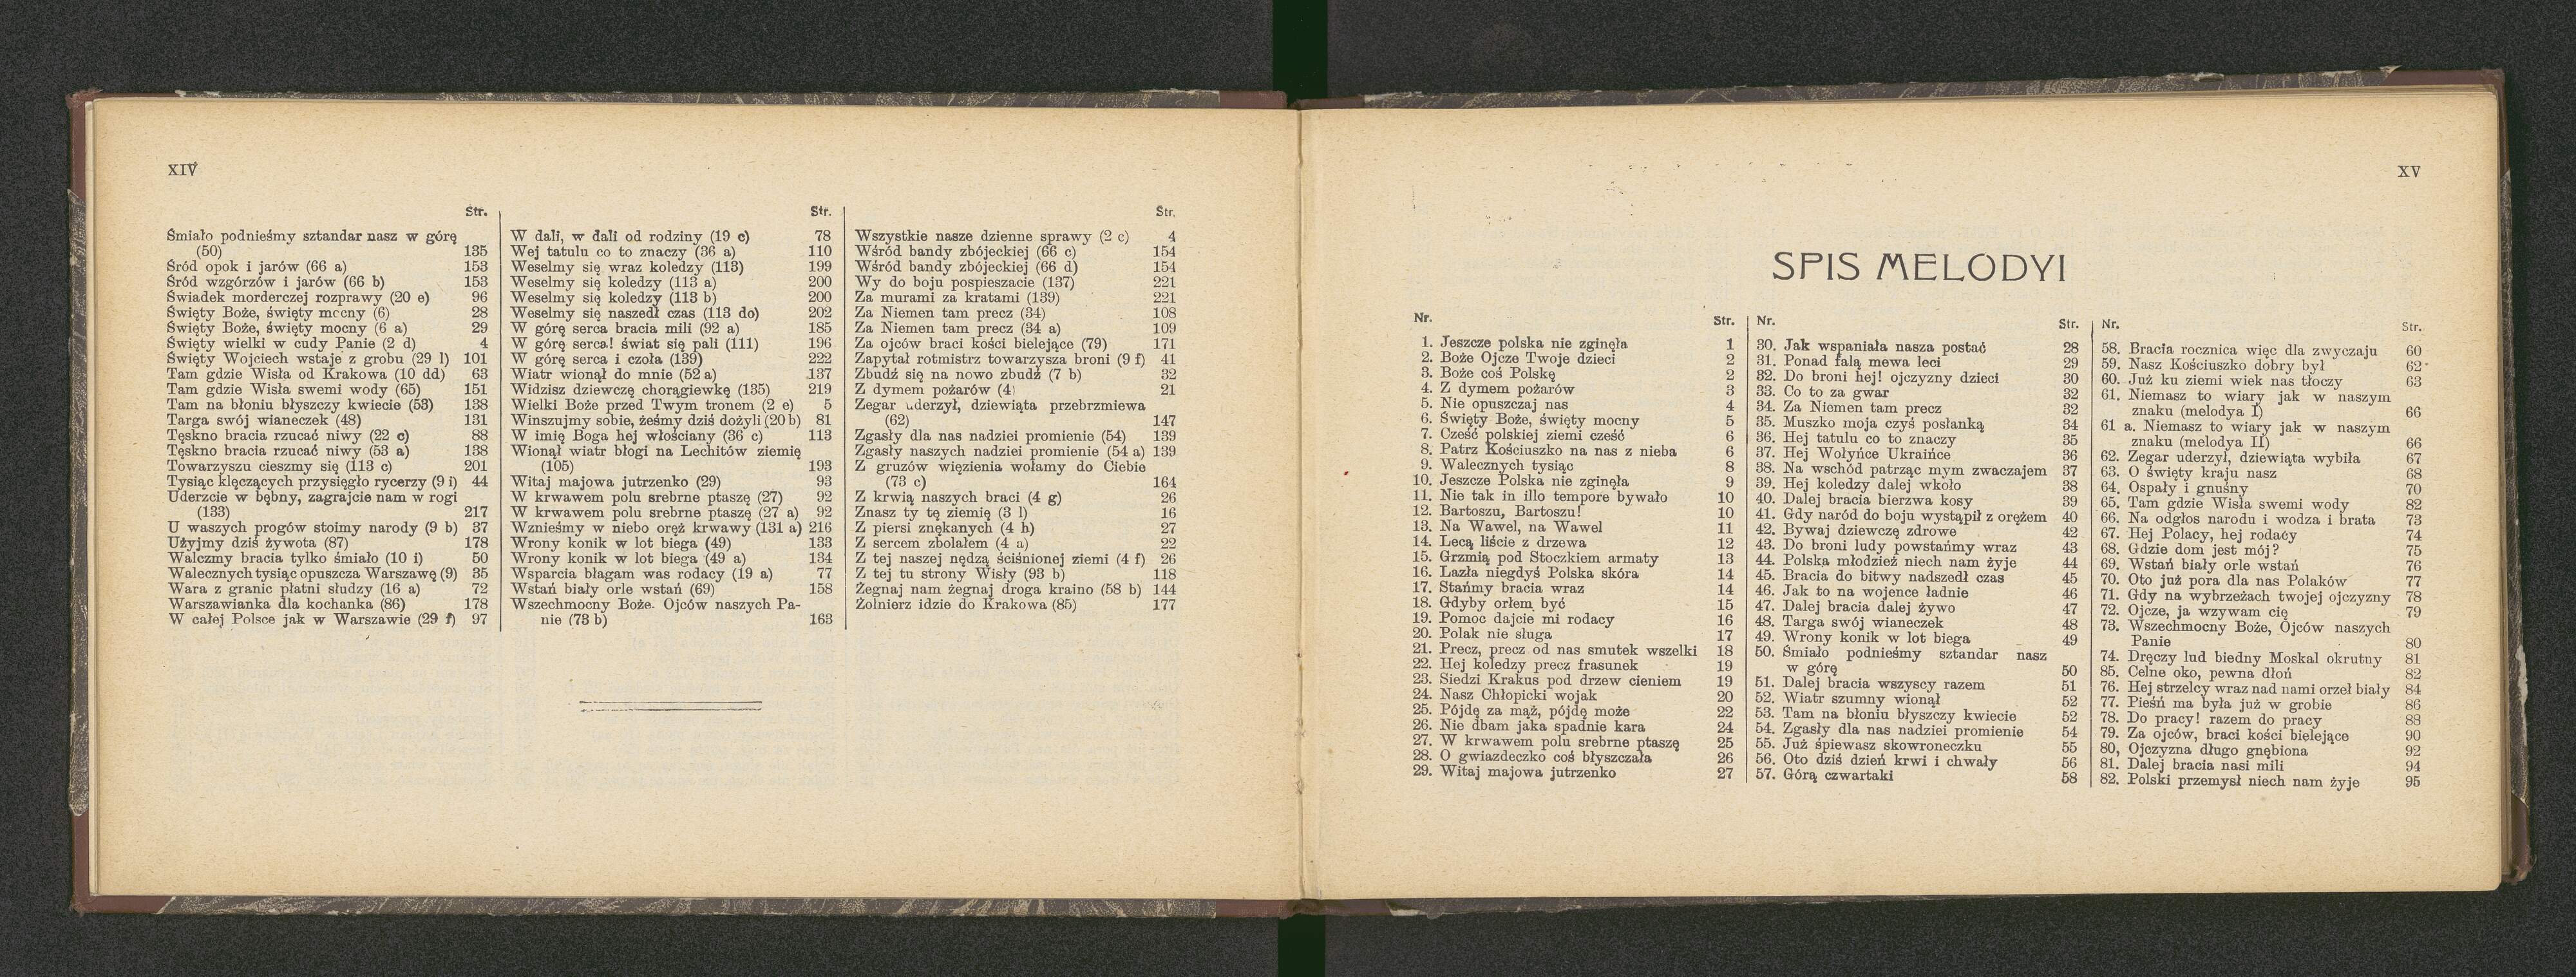 XIV
Str.
Śmiało podnieśmy sztandar nasz w górę
(50) 135
Śród opok i jarów (66 a) 153
Śród wzgórzów i jarów (66 b) 153
Świadek morderczej rozprawy (20 e) 96
Święty Boże, święty mocny (6) 28
Święty Boże, święty mocny (6 a) 29
Święty wielki w cudy Panie (2 d) 4
Święty Wojciech wstaje z grobu (29 l) 101
Tam gdzie Wisła od Krakowa (10 dd) 63
Tam gdzie Wisła swemi wody (65) 151
Tam na błoniu błyszczy kwiecie (53) 138
Targa swój wianeczek (48) 131
Tęskno bracia rzucać niwy (22 c) 88
Tęskno bracia rzucać niwy (53 a) 138
Towarzyszu cieszmy się (113 c) 201
Tysiąc klęczących przysięgło rycerzy (9 i) 44
Uderzcie w bębny, zagrajcie nam w rogi
(133) 217
U waszych progów stoimy narody (9 b) 37
Użyjmy dziś żywota (87) 178
Walczmy bracia tylko śmiało (10 i) 50
Walecznych tysiąc opuszcza Warszawę (9) 35
Wara z granic płatni słudzy (16 a) 72
Warszawianka dla kochanka (86) 178
W całej Polsce jak w Warszawie (29 f) 97
Str.
W dali, w dali od rodziny (19 c) 78
Wej tatulu co to znaczy (36 a) 110
Weselmy się wraz koledzy (113) 199
Weselmy się koledzy (113 a) 200
Weselmy się koledzy (113 b) 200
Weselmy się naszedł czas (113 do) 202
W górę serca bracia mili (92 a) 185
W górę serca! świat się pali (111) 196
W górę serca i czoła (139) 222
Wiatr wionął do mnie (52 a) 137
Widzisz dziewczę chorągiewkę (135) 219
Wielki Boże przed Twym tronem (2 e) 5
Winszujmy sobie, żeśmy dziś dożyli (20 b) 81
W imię Boga hej włościany (36 c) 113
Wionął wiatr błogi na Lechitów ziemię
(105) 193
Witaj majowa jutrzenko (29) 93
W krwawem polu srebrne ptaszę (27) 92
W krwawem polu srebrne ptaszę (27 a) 92
Wznieśmy w niebo oręż krwawy (131 a) 216
Wrony konik w lot biega (49) 133
Wrony konik w lot biega (49 a) 134
Wsparcia błagam was rodacy (19 a) 77
Wstań biały orle wstań (69) 158
Wszechmocny Boże. Ojców naszych Pa-
nie (73 b) 163
Str.
Wszystkie nasze dzienne sprawy (2 c) 4
Wśród bandy zbójeckiej (66 c) 154
Wśród bandy zbójeckiej (66 d) 154
Wy do boju pospieszacie (137) 221
Za murami za kratami (139) 221
Za Niemen tam precz (34) 108
Za Niemen tam precz (34 a) 109
Za ojców braci kości bielejące (79) 171
Zapytał rotmistrz towarzysza broni (9 f) 41
Zbudź się na nowo zbudź (7 b) 32
Z dymem pożarów (4) 21
Zegar uderzył, dziewiąta przebrzmiewa
(62) 147
Zgasły dla nas nadziei promienie (54) 139
Zgasły naszych nadziei promienie (54 a) 139
Z gruzów więzienia wołamy do Ciebie
(73 c) 164
Z krwią naszych braci (4 g) 26
Znasz ty tę ziemię (3 l) 16
Z piersi znękanych (4 h) 27
Z sercem zbolałem (4 a) 22
Z tej naszej nędzą ściśnionej ziemi (4 f) 26
Z tej tu strony Wisły (93 b) 118
Żegnaj nam żegnaj droga kraino (58 b) 144
Żolnierz idzie do Krakowa (85) 177
XV
SPIS MELODYI
Nr. Str.
1. Jeszcze polska nie zginęła 1
2. Boże Ojcze Twoje dzieci 2
3. Boże coś Polskę 2
4. Z dymem pożarów 3
5. Nie opuszczaj nas 4
6. Święty Boże, święty mocny 5
7. Cześć polskiej ziemi cześć 6
8. Patrz Kościuszko na nas z nieba 6
9. Walecznych tysiąc 8
10. Jeszcze Polska nie zginęła 9
11. Nie tak in illo tempore bywało 10
12. Bartoszu, Bartoszu! 10
13. Na Wawel, na Wawel 11
14. Lecą liście z drzewa 12
15. Grzmią pod Stoczkiem armaty 13
16. Lazła niegdyś Polska skóra 14
17. Stańmy bracia wraz 14
18. Gdyby orłem być 15
19. Pomoc dajcie mi rodacy 16
20. Polak nie sługa 17
21. Precz, precz od nas smutek wszelki 18
22. Hej koledzy precz frasunek 19
23. Siedzi Krakus pod drzew cieniem 19
24. Nasz Chłopicki wojak 20
25. Pójdę za mąż, pójdę może 22
26. Nie dbam jaka spadnie kara 24
27. W krwawem polu srebrne ptaszę 25
28. O gwiazdeczko coś błyszczała 26
29. Witaj majowa jutrzenko 27
Nr. Str.
30. Jak wspaniała nasza postać 28
31. Ponad falą mewa leci 29
32. Do broni hej! ojczyzny dzieci 30
33. Co to za gwar 32
34. Za Niemen tam precz 32
35. Muszko moja czyś posłanką 34
36. Hej tatulu co to znaczy 35
37. Hej Wołyńce Ukraińce 36
38. Na wschód patrząc mym zwaczajem 37
39. Hej koledzy dalej wkoło 38
40. Dalej bracia bierzwa kosy 39
41. Gdy naród do boju wystąpił z orężem 40
42. Bywaj dziewczę zdrowe 42
43. Do broni ludy powstańmy wraz 43
44. Polska młodzież niech nam żyje 44
45. Bracia do bitwy nadszedł czas 45
46. Jak to na wojence ładnie 46
47. Dalej bracia dalej żywo 47
48. Targa swój wianeczek 48
49. Wrony konik w lot biega 49
50. Śmiało podnieśmy sztandar nasz
w górę 50
51. Dalej bracia wszyscy razem 51
52. Wiatr szumny wionął 52
53. Tam na błoniu błyszczy kwiecie 52
54. Zgasły dla nas nadziei promienie 54
55. Już śpiewasz skowroneczku 55
56. Oto dziś dzień krwi i chwały 56
57. Górą czwartaki 58
Nr. Str.
58. Bracia rocznica więc dla zwyczaju 60
59. Nasz Kościuszko dobry był 62
60. Już ku ziemi wiek nas tłoczy 63
61. Niemasz to wiary jak w naszym
znaku (melodya I) 66
61 a. Niemasz to wiary jak w naszym
znaku (melodya II) 66
62. Zegar uderzył, dziewiąta wybiła 67
63. O święty kraju nasz 68
64. Ospały i gnuśny 70
65. Tam gdzie Wisła swemi wody 82
66. Na odgłos narodu i wodza i brata 73
67. Hej Polacy, hej rodacy 74
68. Gdzie dom jest mój? 75
69. Wstań biały orle wstań 76
70. Oto już pora dla nas Polaków 77
71. Gdy na wybrzeżach twojej ojczyzny 78
72. Ojcze, ja wzywam cię 79
73. Wszechmocny Boże, Ojców naszych
Panie 80
74. Dręczy lud biedny Moskal okrutny 81
85. Celne oko, pewna dłoń 82
76. Hej strzelcy wraz nad nami orzeł biały 84
77. Pieśń ma była już w grobie 86
78. Do pracy! razem do pracy 88
79. Za ojców, braci kości bielejące 90
80, Ojczyzna długo gnębiona 92
81. Dalej bracia nasi mili 94
82. Polski przemysł niech nam żyje 95